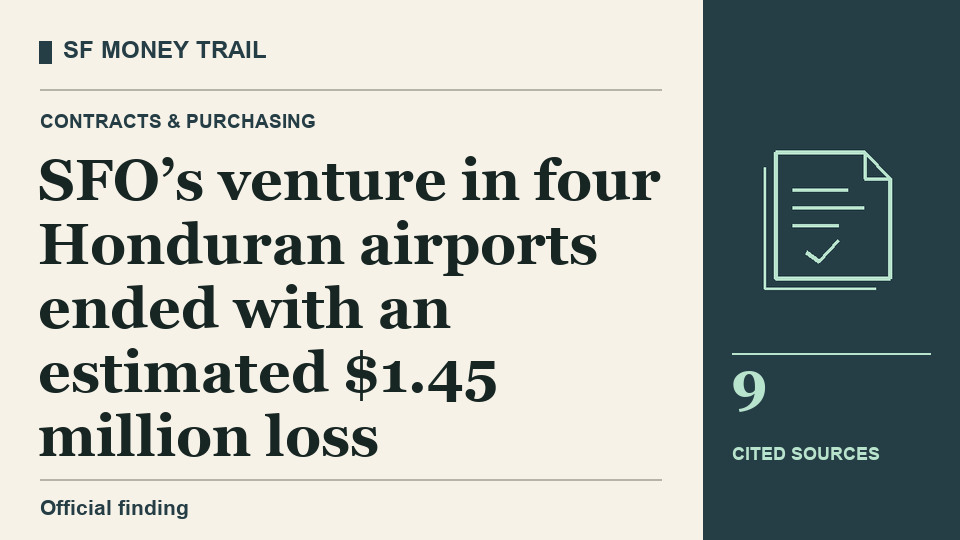 SF MONEY TRAIL
CONTRACTS & PURCHASING
SFO’s venture in four
Honduran airports
ended with an
estimated $1.45
million loss
Official finding
9
CITED SOURCES